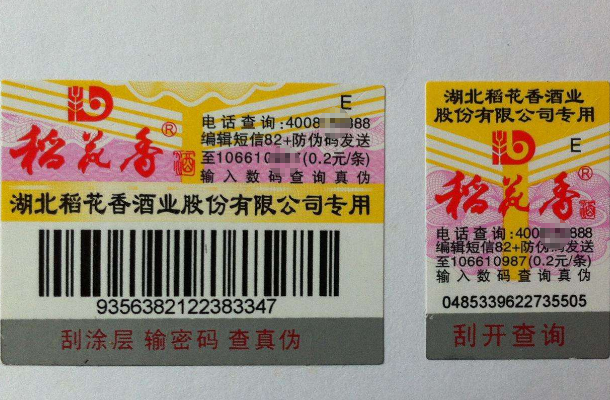 E
电话查询:4008 888
稻花香®
酒
编辑短信82+防伪码发送
至106610 (0.2元/条)
输入数码查询真伪
湖北稻花香酒业股份有限公司专用
93563821222383347
刮涂层 输密码 查真伪
湖北稻花香酒业
股份有限公司专用
E
稻花香®
酒
电话查询:400 888
编辑短信82+防伪码发送
至106610987(0.2元/条)
输入数码查询真伪
0485339622735505
刮开查询